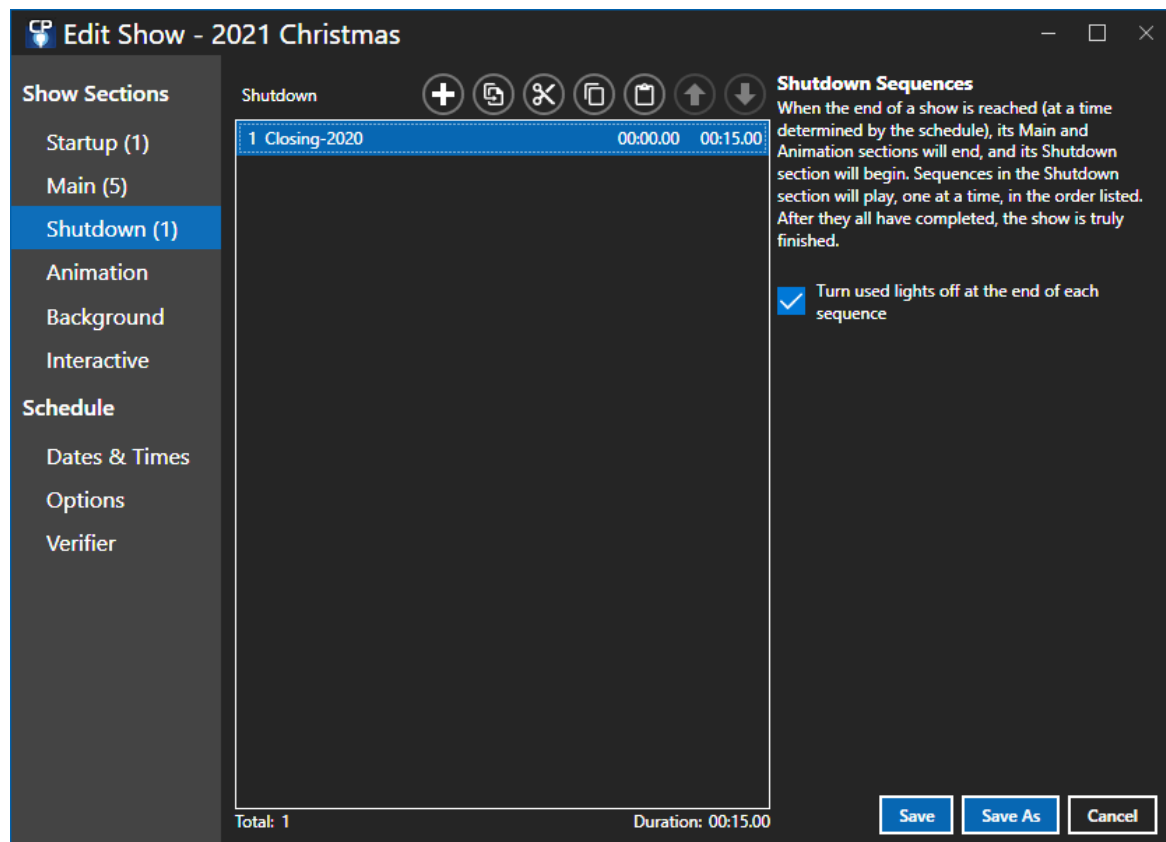 CP Edit Show - 2021 Christmas
Show Sections
Startup (1)
Main (5)
Shutdown (1)
Animation
Background
Interactive
Schedule
Dates & Times
Options
Verifier
Shutdown
1 Closing-2020 00:00.00 00:15.00
Total: 1 Duration: 00:15.00
Shutdown Sequences
When the end of a show is reached (at a time
determined by the schedule), its Main and
Animation sections will end, and its Shutdown
section will begin. Sequences in the Shutdown
section will play, one at a time, in the order listed.
After they all have completed, the show is truly
finished.
Turn used lights off at the end of each
sequence
Save Save As Cancel